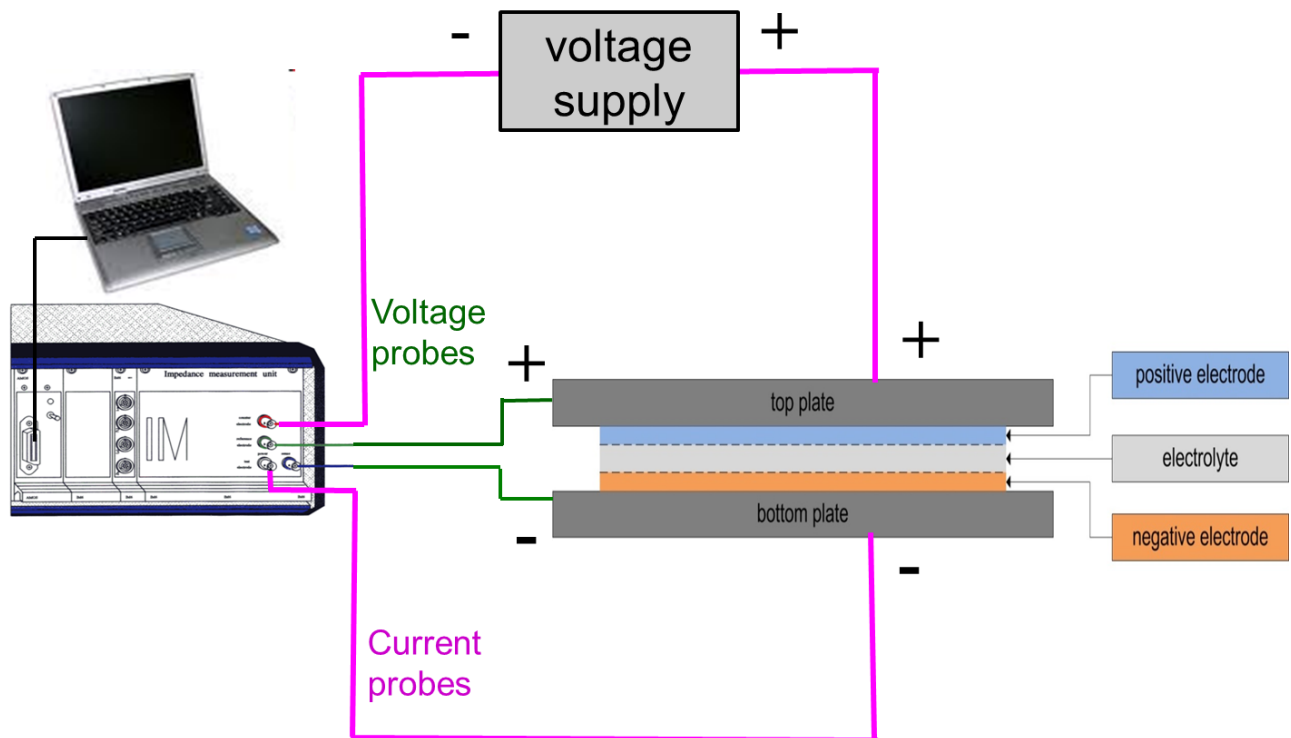 -
voltage
supply
+
Voltage
probes
+
+
Impedance measurement unit
IM
top plate
positive electrode
electrolyte
bottom plate
negative electrode
-
-
Current
probes